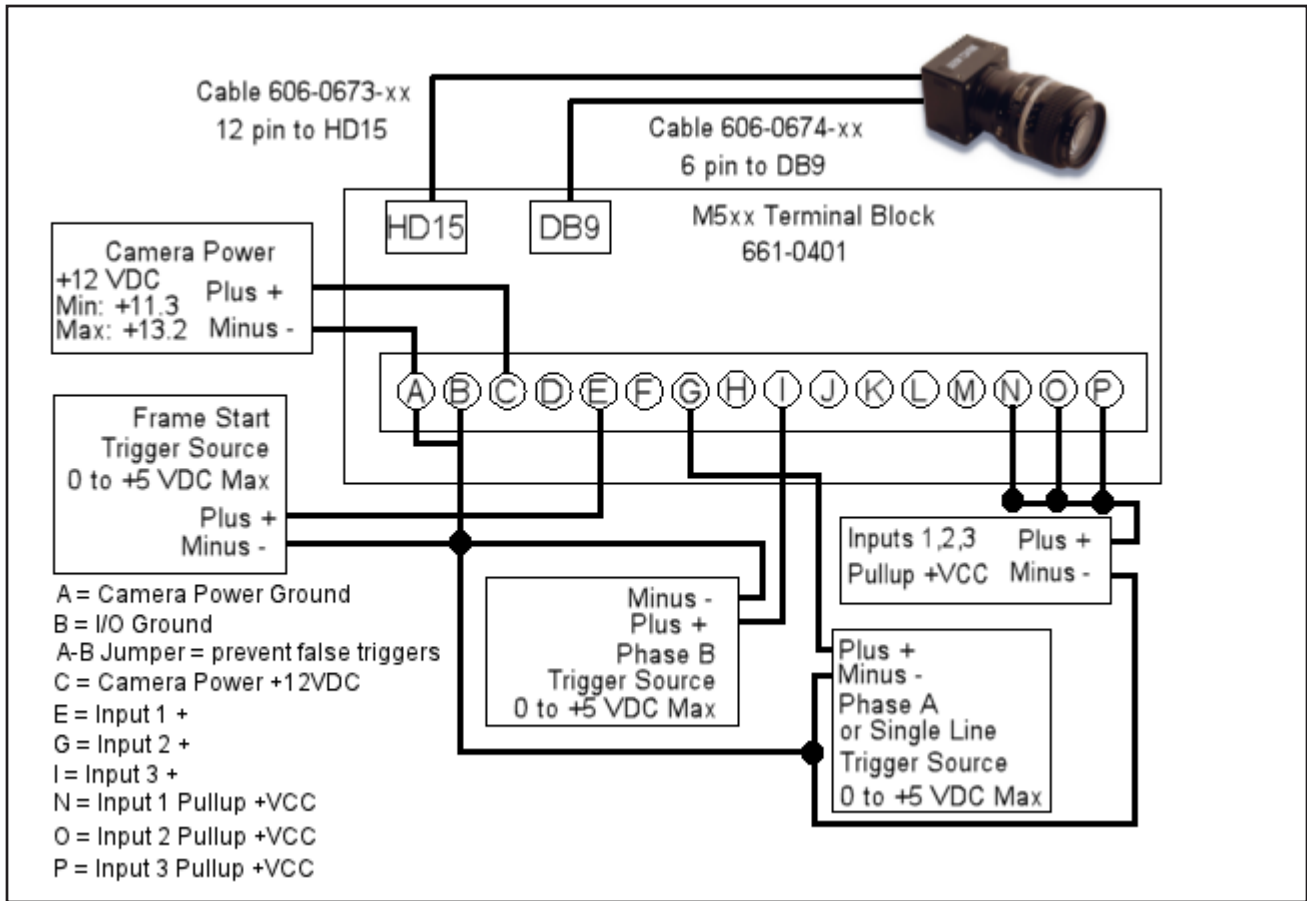 Cable 606-0673-xx
12 pin to HD15
Cable 606-0674-xx
6 pin to DB9
HD15
DB9
M5xx Terminal Block
661-0401
Camera Power
+12 VDC
Min: +11.3
Max: +13.2
Plus +
Minus -
A B C D E F G H I J K L M N O P
Frame Start
Trigger Source
0 to +5 VDC Max
Plus +
Minus -
Inputs 1,2,3
Pullup +VCC
Plus +
Minus -
Minus -
Plus +
Phase B
Trigger Source
0 to +5 VDC Max
Plus +
Minus -
Phase A
or Single Line
Trigger Source
0 to +5 VDC Max
A = Camera Power Ground
B = I/O Ground
A-B Jumper = prevent false triggers
C = Camera Power +12VDC
E = Input 1 +
G = Input 2 +
I = Input 3 +
N = Input 1 Pullup +VCC
O = Input 2 Pullup +VCC
P = Input 3 Pullup +VCC